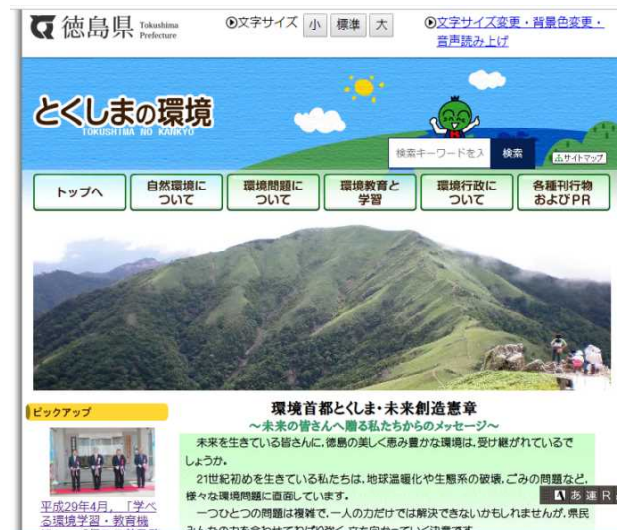 徳島県 Tokushima Prefecture
文字サイズ 小 標準 大
文字サイズ変更・背景色変更・音声読み上げ
とくしまの環境
TOKUSHIMA NO KANKYO
検索キーワードを入 検索
サイトマップ
トップへ
自然環境に
ついて
環境問題に
ついて
環境教育と
学習
環境行政に
ついて
各種刊行物
およびPR
ピックアップ
平成29年4月、「学べ
る環境学習・教育機
環境首都とくしま・未来創造憲章
～未来の皆さんへ贈る私たちからのメッセージ～
未来を生きている皆さんに、徳島の美しく恵み豊かな環境は、受け継がれているで
しょうか。
21世紀初めを生きている私たちは、地球温暖化や生態系の破壊、ごみの問題など、
様々な環境問題に直面しています。
一つひとつの問題は複雑で、一人の力だけでは解決できないかもしれませんが、県民
あ 連 R